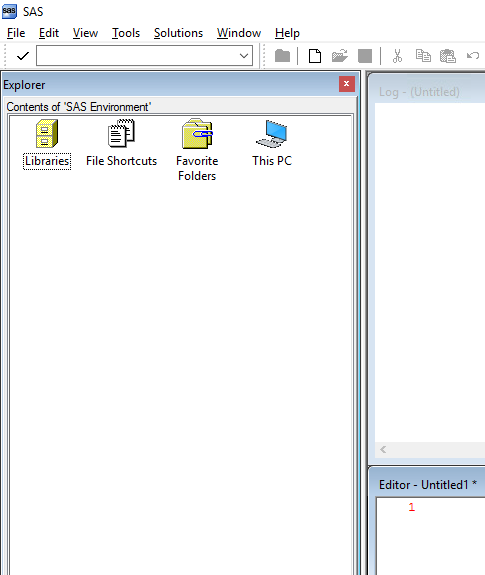 sas SAS
File Edit View Tools Solutions Window Help
Explorer x
Contents of 'SAS Environment'
Libraries File Shortcuts Favorite Folders This PC
Log - (Untitled)
Editor - Untitled1 *
1